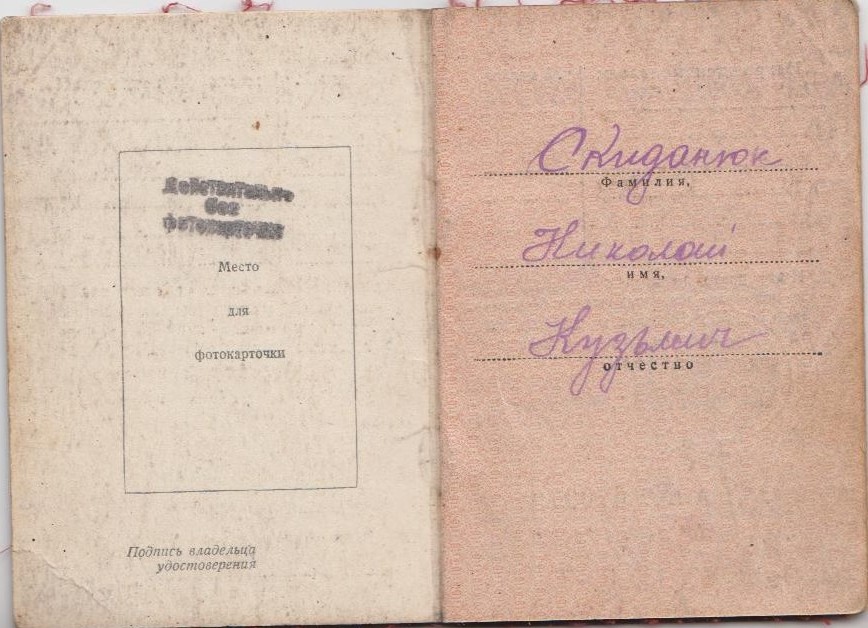 Действительно
без
фотокарточки
Место
для
фотокарточки
Подпись владельца
удостоверения
Скиданюк
Фамилия,
Николай
имя,
Кузьмич
отчество